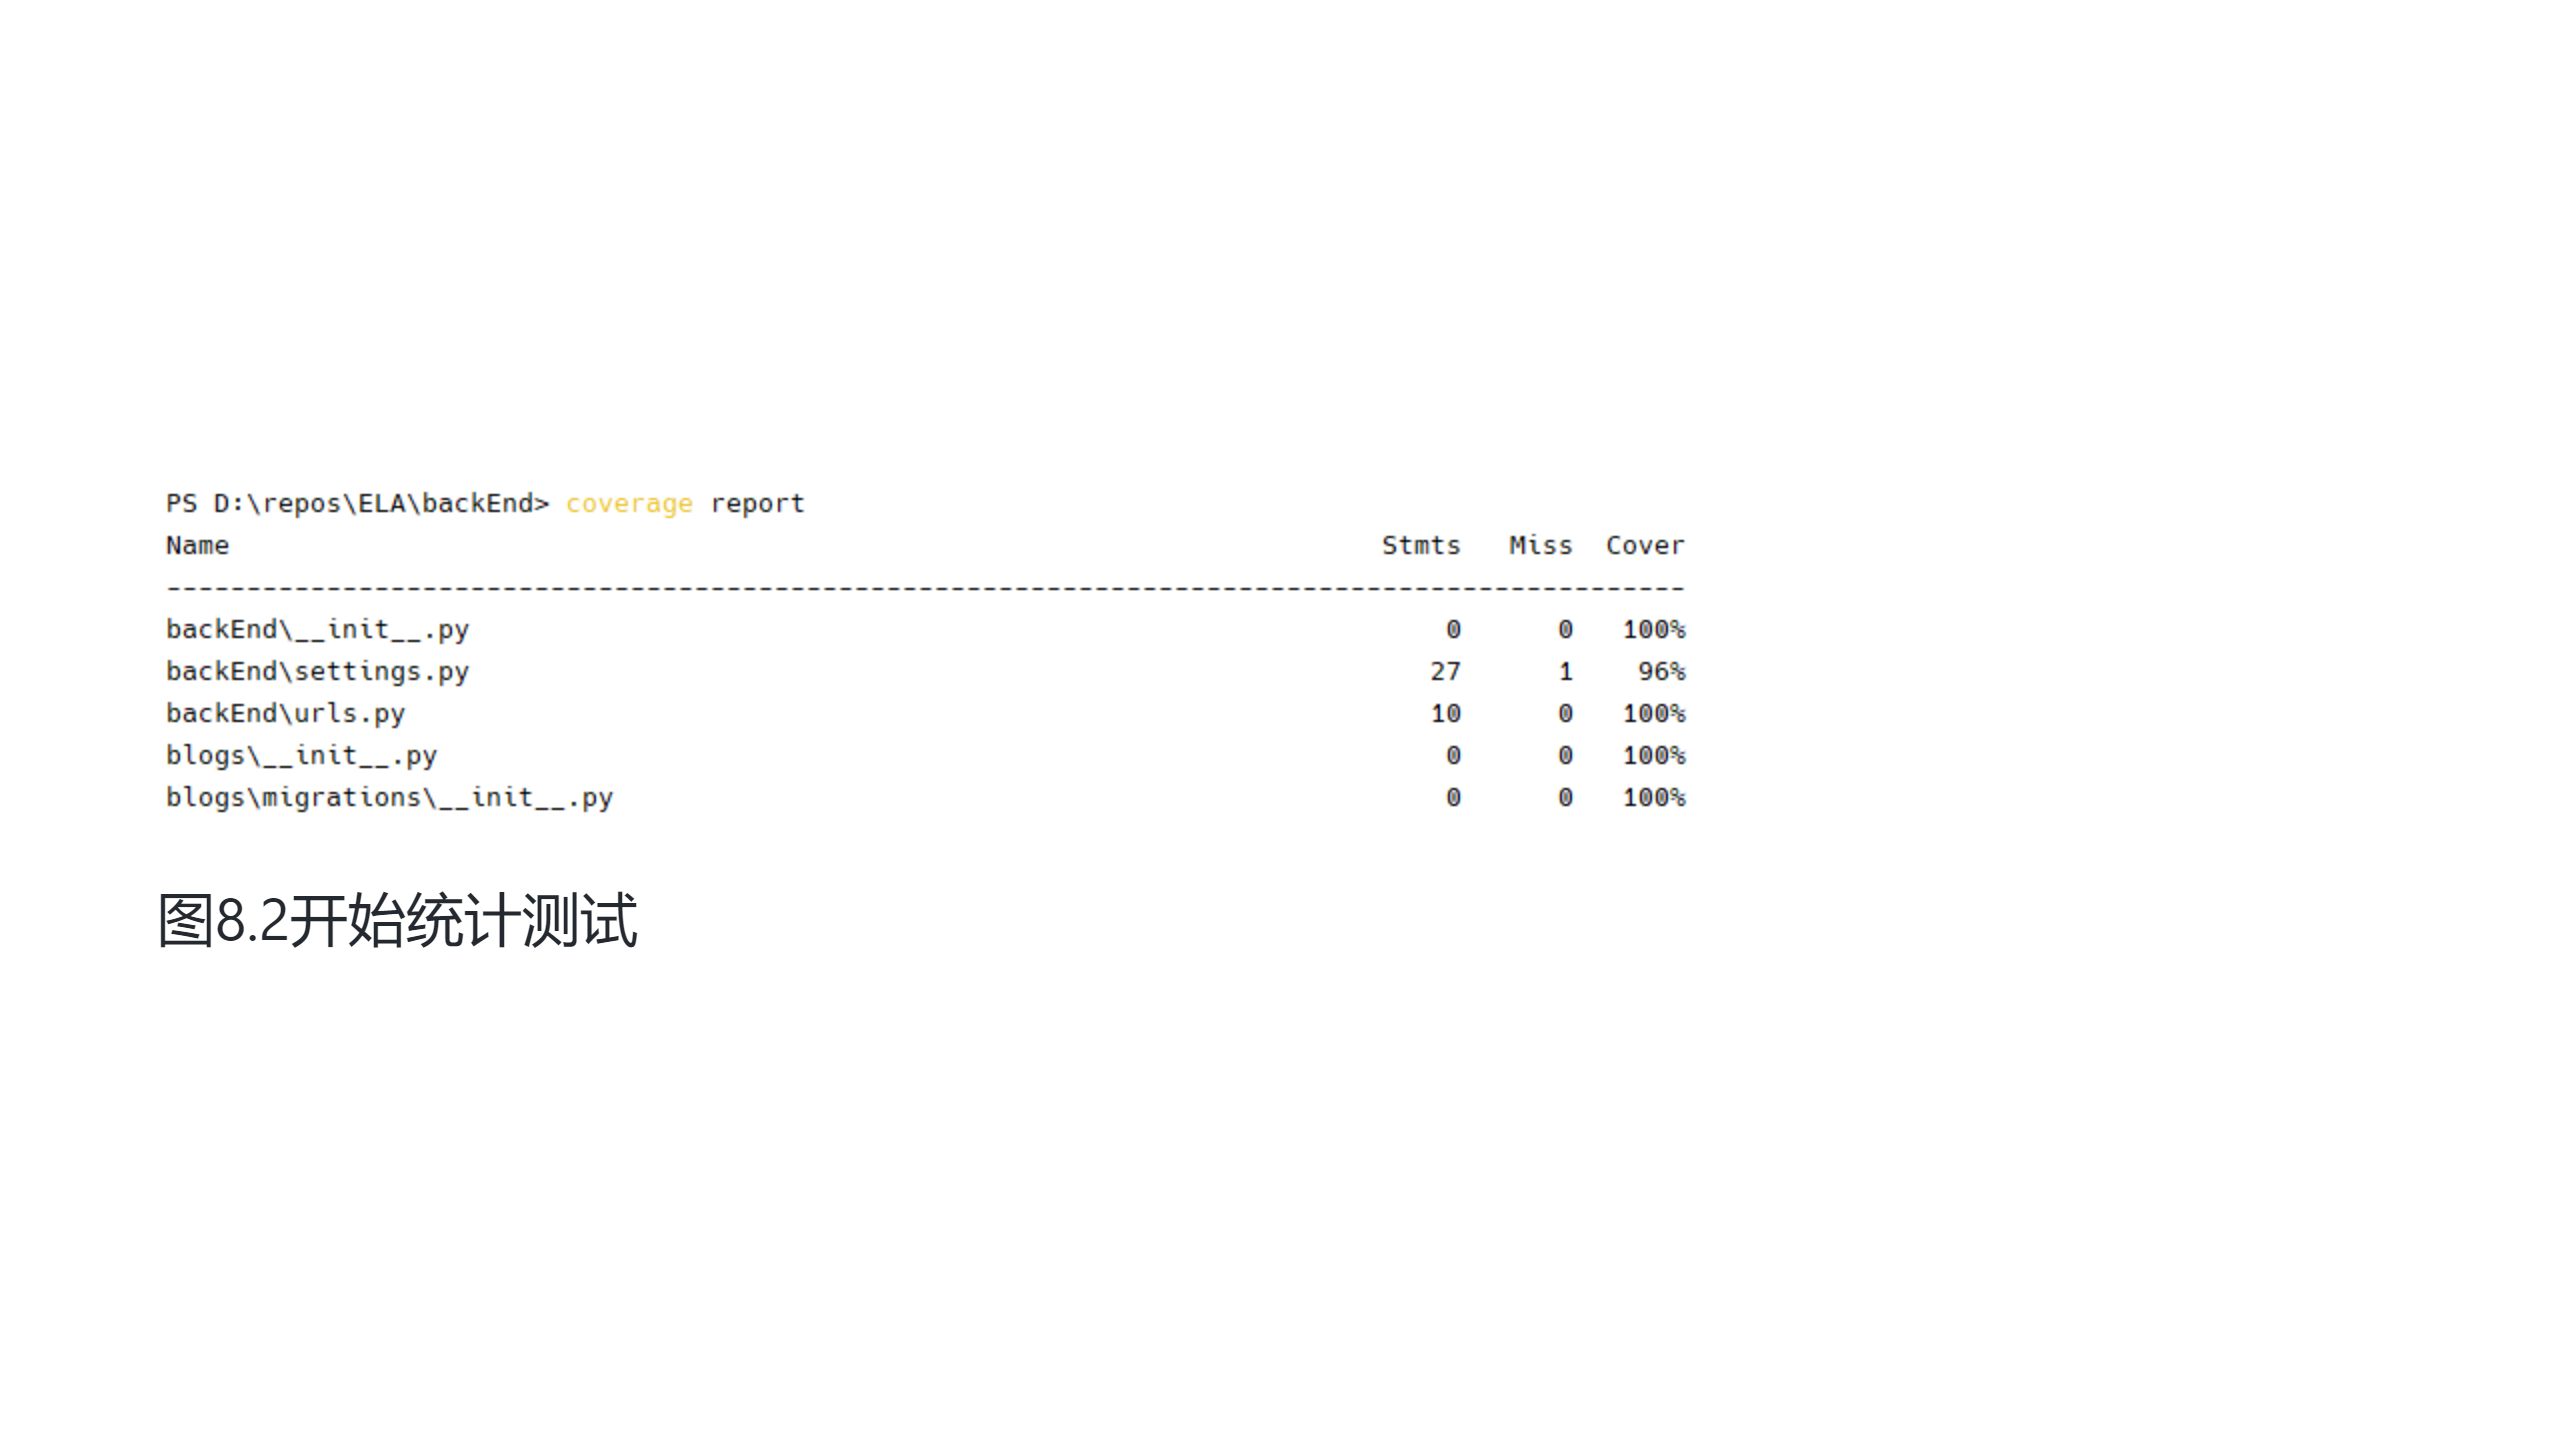 PS D:\repos\ELA\backEnd> coverage report
Name Stmts Miss Cover
-----------------------------------------------------------------------------------------------
backEnd\__init__.py 0 0 100%
backEnd\settings.py 27 1 96%
backEnd\urls.py 10 0 100%
blogs\__init__.py 0 0 100%
blogs\migrations\__init__.py 0 0 100%
图8.2开始统计测试